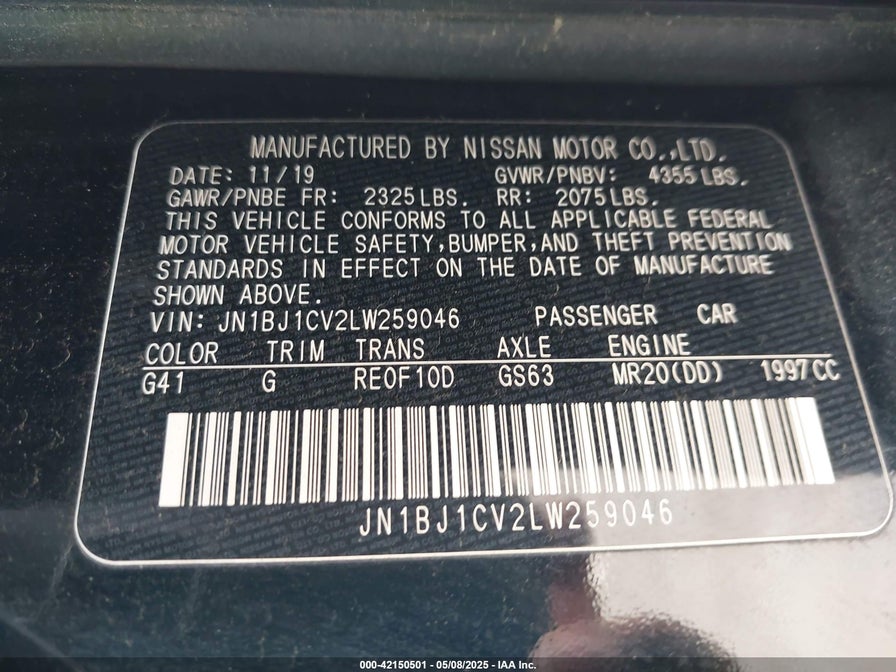 MANUFACTURED BY NISSAN MOTOR CO.,LTD.
DATE: 11/19 GVWR/PNBV: 4355 LBS.
GAWR/PNBE FR: 2325 LBS. RR: 2075 LBS.
THIS VEHICLE CONFORMS TO ALL APPLICABLE FEDERAL
MOTOR VEHICLE SAFETY,BUMPER,AND THEFT PREVENTION
STANDARDS IN EFFECT ON THE DATE OF MANUFACTURE
SHOWN ABOVE.
VIN: JN1BJ1CV2LW259046 PASSENGER CAR
COLOR TRIM TRANS AXLE ENGINE
G41 G RE0F10D GS63 MR20(DD) 1997CC
JN1BJ1CV2LW259046
000-42150501 - 05/08/2025 - IAA Inc.